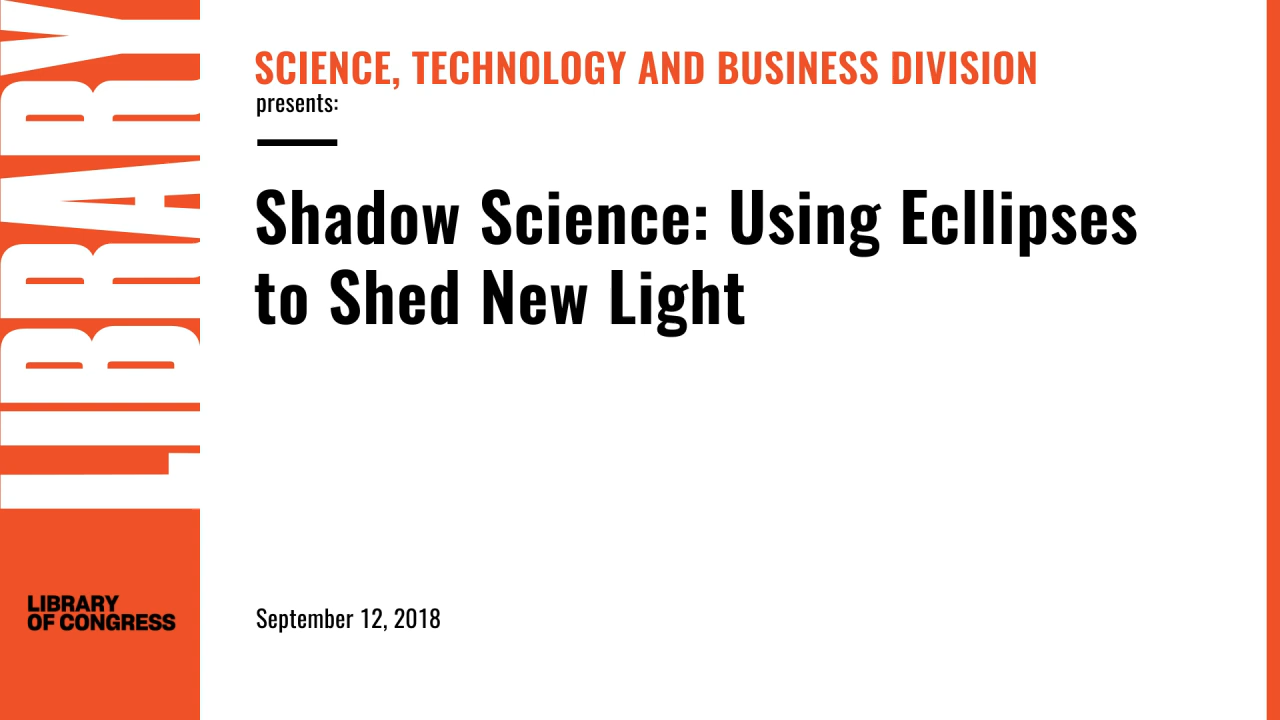 LIBRARY
SCIENCE, TECHNOLOGY AND BUSINESS DIVISION
presents:
Shadow Science: Using Ecllipses
to Shed New Light
September 12, 2018
LIBRARY
OF CONGRESS